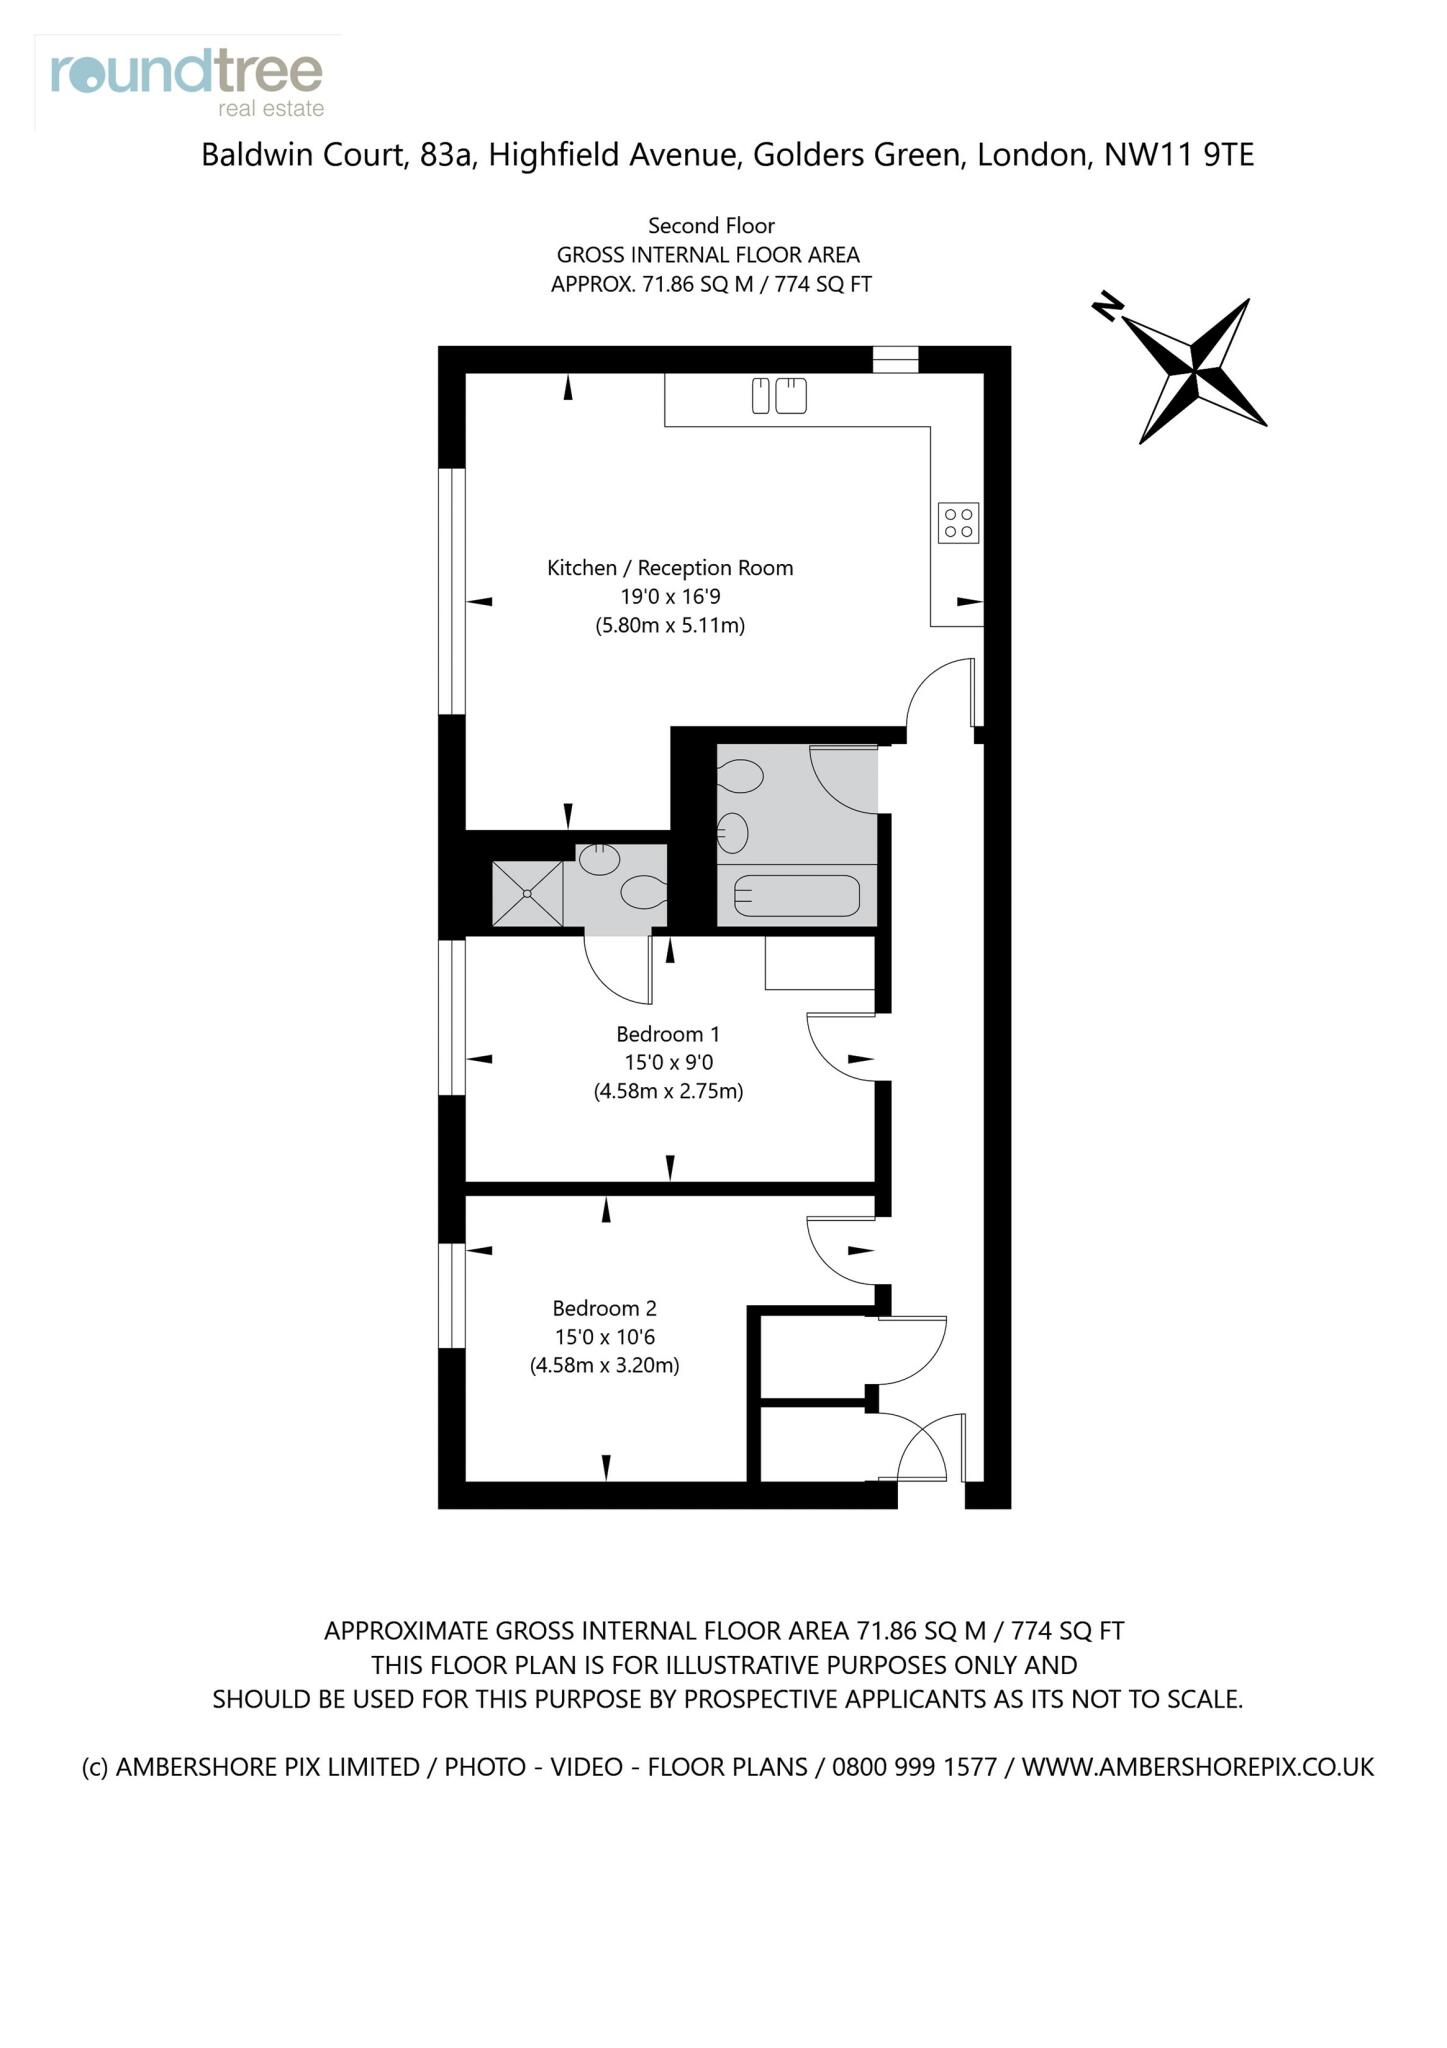 roundtree
real estate
Baldwin Court, 83a, Highfield Avenue, Golders Green, London, NW11 9TE
Second Floor
GROSS INTERNAL FLOOR AREA
APPROX. 71.86 SQ M / 774 SQ FT
N
Kitchen / Reception Room
19'0 x 16'9
(5.80m x 5.11m)
Bedroom 1
15'0 x 9'0
(4.58m x 2.75m)
Bedroom 2
15'0 x 10'6
(4.58m x 3.20m)
APPROXIMATE GROSS INTERNAL FLOOR AREA 71.86 SQ M / 774 SQ FT
THIS FLOOR PLAN IS FOR ILLUSTRATIVE PURPOSES ONLY AND
SHOULD BE USED FOR THIS PURPOSE BY PROSPECTIVE APPLICANTS AS ITS NOT TO SCALE.
(c) AMBERSHORE PIX LIMITED / PHOTO - VIDEO - FLOOR PLANS / 0800 999 1577 / WWW.AMBERSHOREPIX.CO.UK